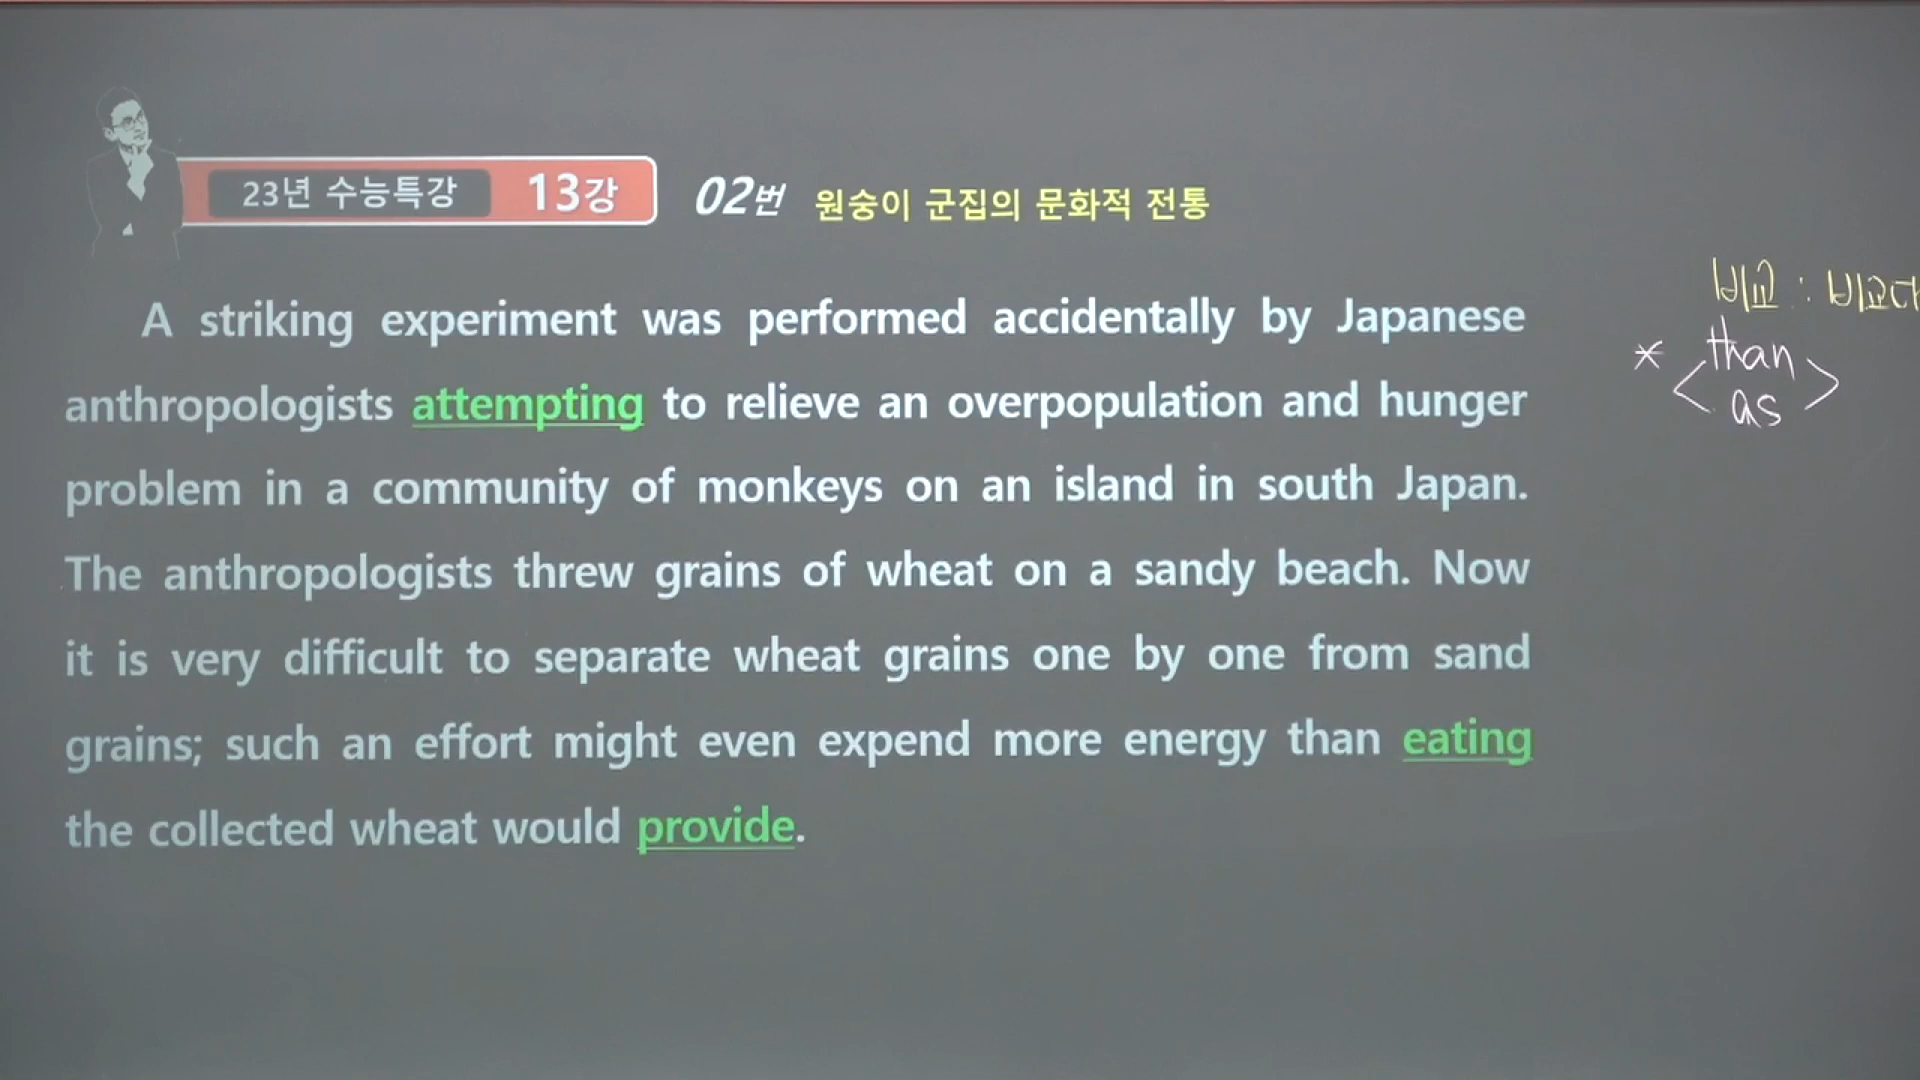 23년 수능특강 13강 02번 원숭이 군집의 문화적 전통
A striking experiment was performed accidentally by Japanese
anthropologists attempting to relieve an overpopulation and hunger
problem in a community of monkeys on an island in south Japan.
The anthropologists threw grains of wheat on a sandy beach. Now
it is very difficult to separate wheat grains one by one from sand
grains; such an effort might even expend more energy than eating
the collected wheat would provide.
비교 : 비교다
* < than
as >